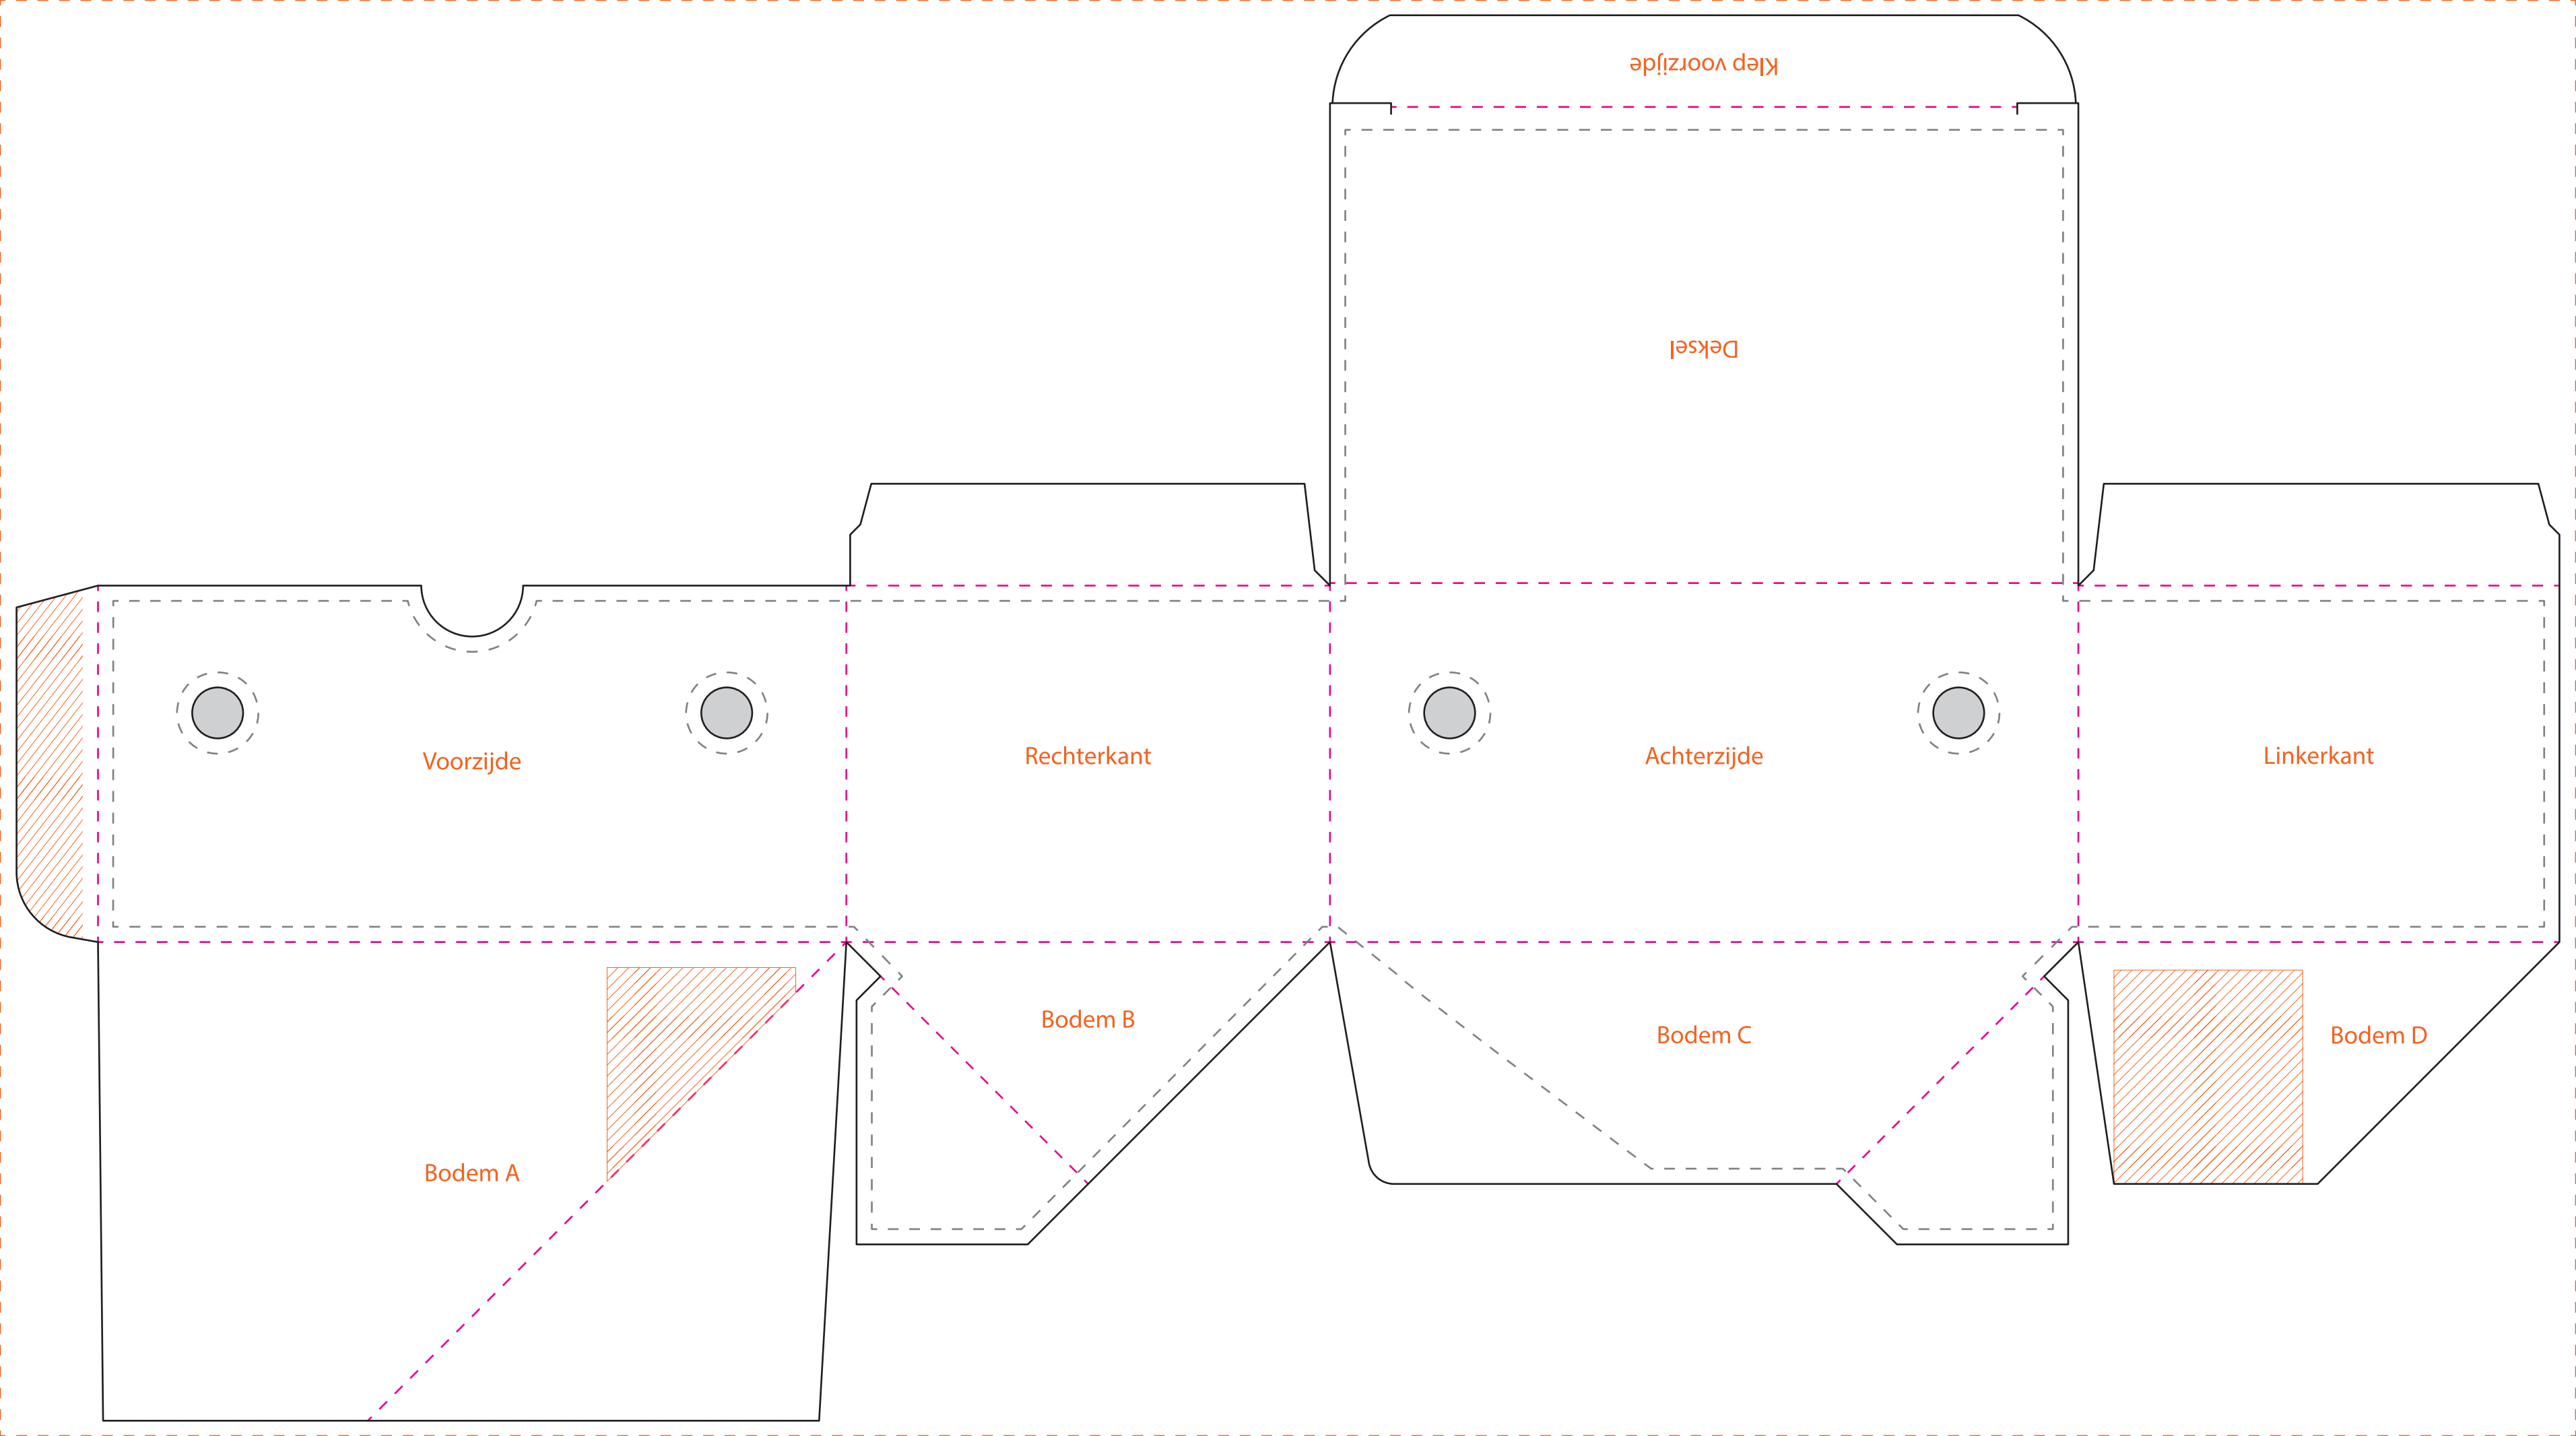 Klep voorzijde
Deksel
Voorzijde
Rechterkant
Achterzijde
Linkerkant
Bodem A
Bodem B
Bodem C
Bodem D